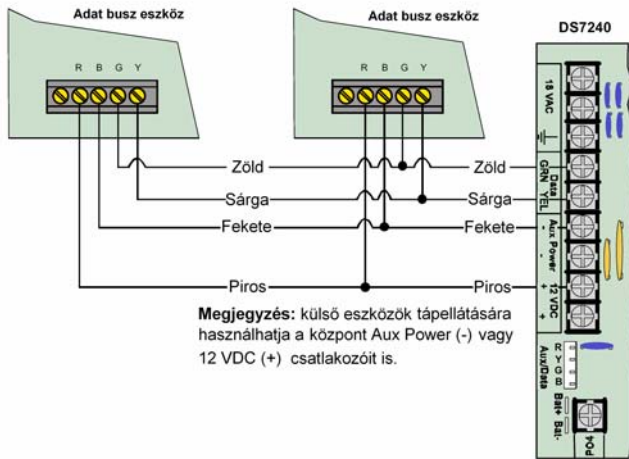 Adat busz eszköz
Adat busz eszköz
DS7240
R B G Y
R B G Y
18 VAC
Zöld
Zöld
GRN
Data
Sárga
Sárga
YEL
Fekete
Fekete
-
Aux Power
-
Piros
Piros
+
12 VDC
+
Megjegyzés: külső eszközök tápellátására
használhatja a központ Aux Power (-) vagy
12 VDC (+) csatlakozóit is.
Aux/Data
R
Y
G
B
Bat+
Bat-
PO4